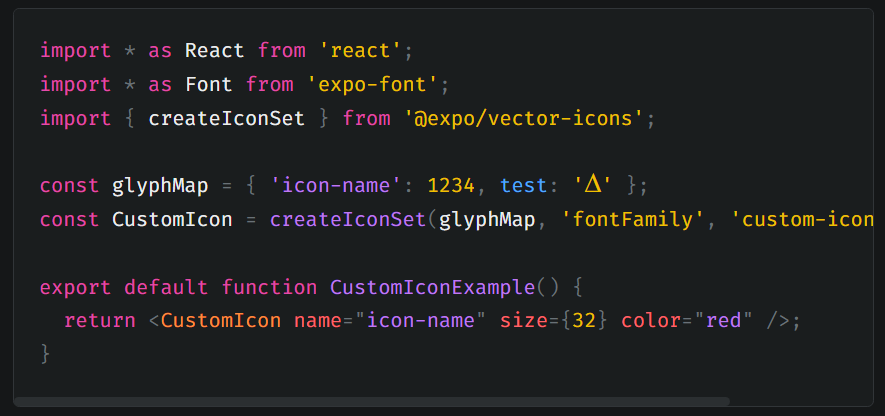 import * as React from 'react';
import * as Font from 'expo-font';
import { createIconSet } from '@expo/vector-icons';
const glyphMap = { 'icon-name': 1234, test: '∆' };
const CustomIcon = createIconSet(glyphMap, 'fontFamily', 'custom-icon
export default function CustomIconExample() {
return <CustomIcon name="icon-name" size={32} color="red" />;
}